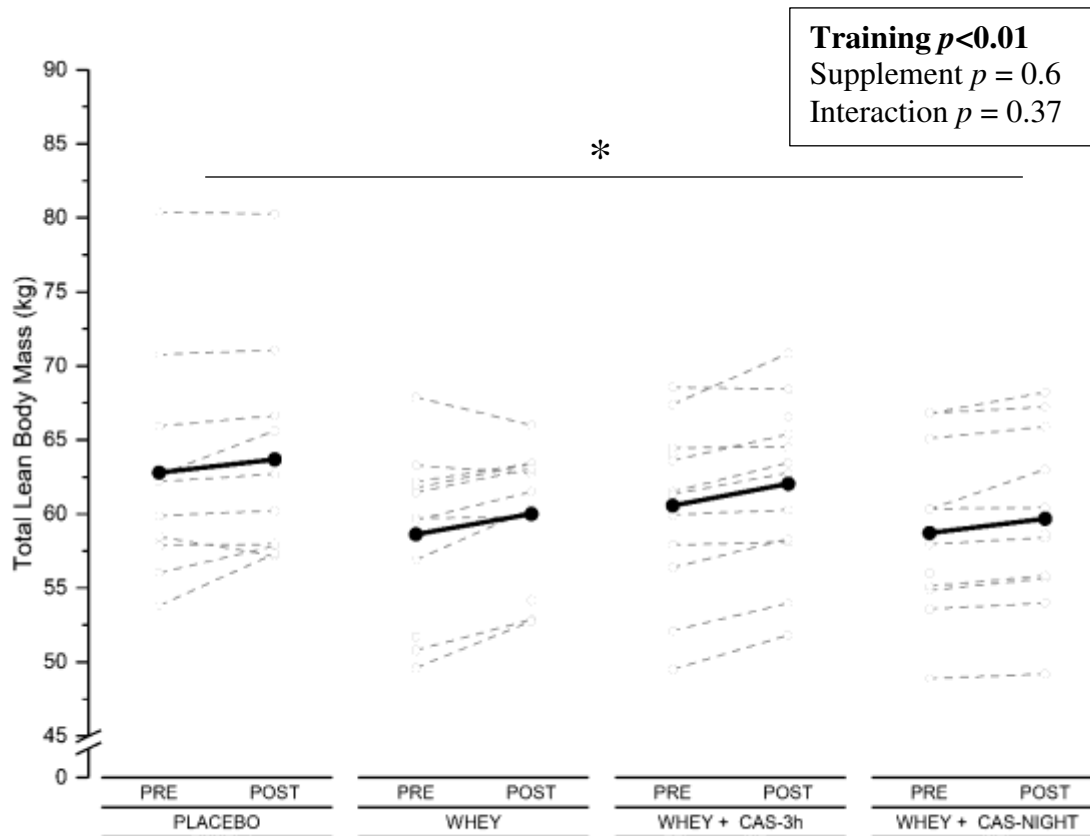 Training p<0.01
Supplement p = 0.6
Interaction p = 0.37
*
Total Lean Body Mass (kg)
90
85
80
75
70
65
60
55
50
45
0
PRE POST PRE POST PRE POST PRE POST
PLACEBO WHEY WHEY + CAS-3h WHEY + CAS-NIGHT